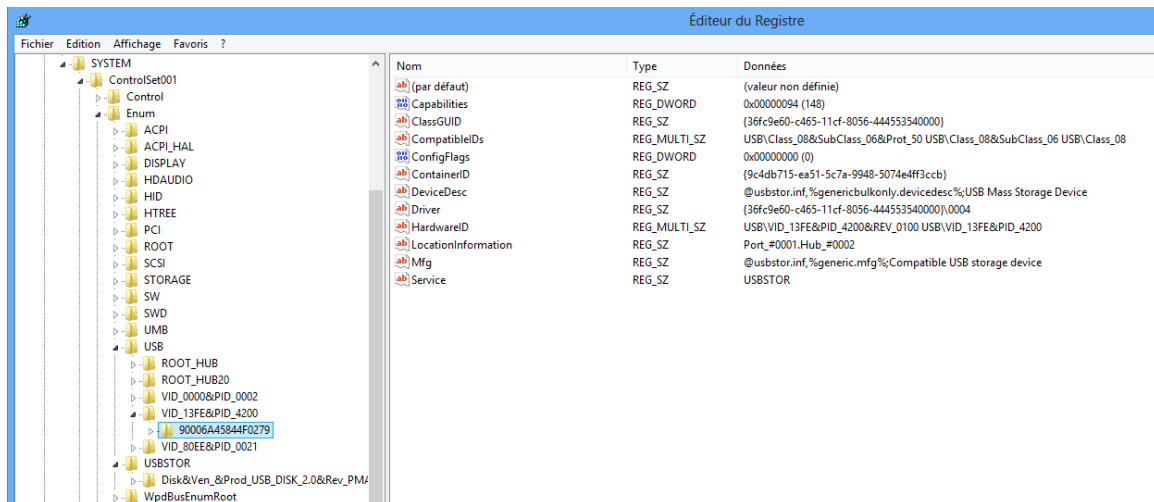 Éditeur du Registre
Fichier Edition Affichage Favoris ?
SYSTEM
ControlSet001
Control
Enum
ACPI
ACPI_HAL
DISPLAY
HDAUDIO
HID
HTREE
PCI
ROOT
SCSI
STORAGE
SW
SWD
UMB
USB
ROOT_HUB
ROOT_HUB20
VID_0000&PID_0002
VID_13FE&PID_4200
90006A45844F0279
VID_80EE&PID_0021
USBSTOR
Disk&Ven_&Prod_USB_DISK_2.0&Rev_PMA
WpdBusEnumRoot
Nom Type Données
(par défaut) REG_SZ (valeur non définie)
Capabilities REG_DWORD 0x00000094 (148)
ClassGUID REG_SZ {36fc9e60-c465-11cf-8056-444553540000}
CompatibleIDs REG_MULTI_SZ USB\Class_08&SubClass_06&Prot_50 USB\Class_08&SubClass_06 USB\Class_08
ConfigFlags REG_DWORD 0x00000000 (0)
ContainerID REG_SZ {9c4db715-ea51-5c7a-9948-5074e4ff3ccb}
DeviceDesc REG_SZ @usbstor.inf,%genericbulkonly.devicedesc%;USB Mass Storage Device
Driver REG_SZ {36fc9e60-c465-11cf-8056-444553540000}\0004
HardwareID REG_MULTI_SZ USB\VID_13FE&PID_4200&REV_0100 USB\VID_13FE&PID_4200
LocationInformation REG_SZ Port_#0001.Hub_#0002
Mfg REG_SZ @usbstor.inf,%generic.mfg%;Compatible USB storage device
Service REG_SZ USBSTOR